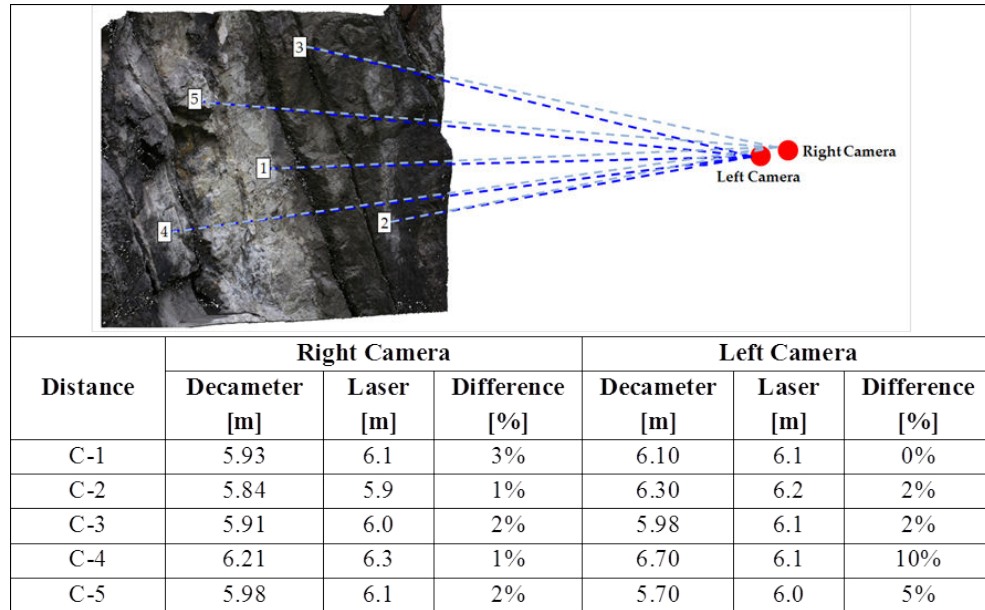 3
5
1
Right Camera
Left Camera
2
4
Right Camera Left Camera
Distance Decameter [m] Laser [m] Difference [%] Decameter [m] Laser [m] Difference [%]
C-1 5.93 6.1 3% 6.10 6.1 0%
C-2 5.84 5.9 1% 6.30 6.2 2%
C-3 5.91 6.0 2% 5.98 6.1 2%
C-4 6.21 6.3 1% 6.70 6.1 10%
C-5 5.98 6.1 2% 5.70 6.0 5%